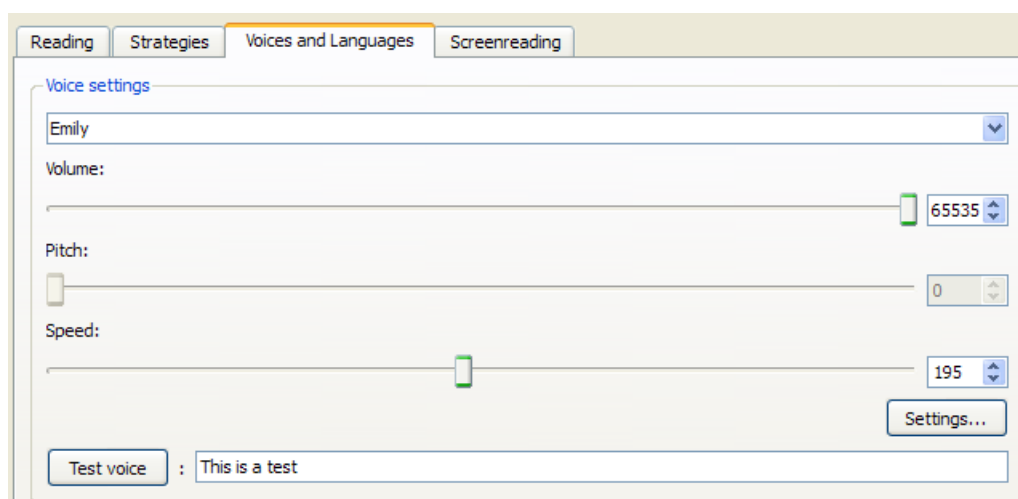 Reading Strategies Voices and Languages Screenreading
Voice settings
Emily
Volume:
65535
Pitch:
0
Speed:
195
Settings...
Test voice : This is a test